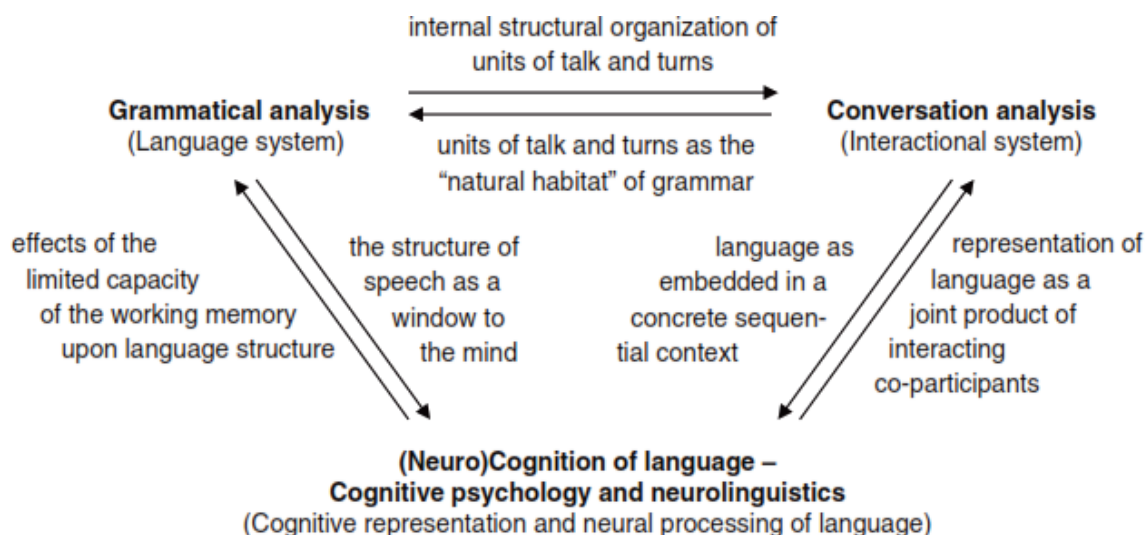 internal structural organization of
units of talk and turns
Grammatical analysis
(Language system)
Conversation analysis
(Interactional system)
units of talk and turns as the
“natural habitat” of grammar
effects of the
limited capacity
of the working memory
upon language structure
the structure of
speech as a
window to
the mind
language as
embedded in a
concrete sequen-
tial context
representation of
language as a
joint product of
interacting
co-participants
(Neuro)Cognition of language –
Cognitive psychology and neurolinguistics
(Cognitive representation and neural processing of language)